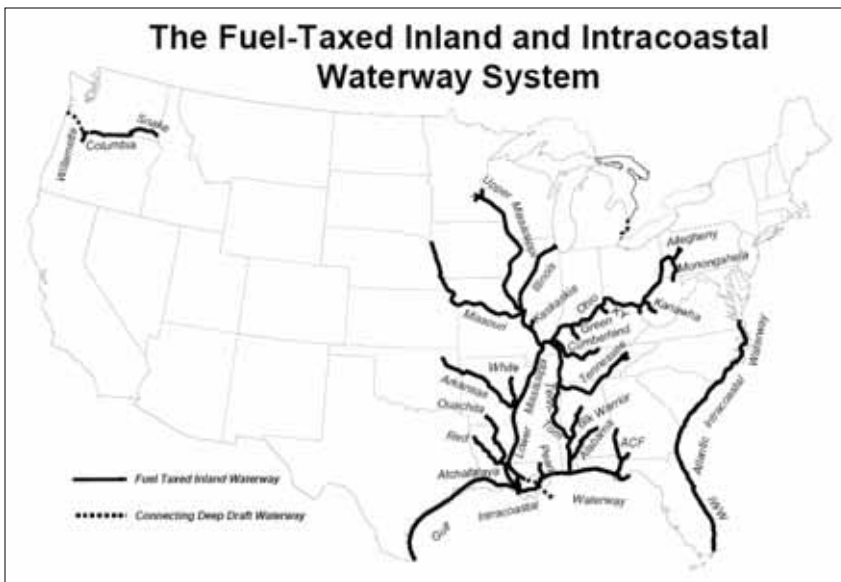 The Fuel-Taxed Inland and Intracoastal
Waterway System
Snake
Columbia
Willamette
Upper Mississippi
Illinois
Missouri
Kaskaskia
Ohio
Allegheny
Monongahela
Kanawha
Green
Cumberland
Tennessee
White
Arkansas
Ouachita
Red
Atchafalaya
Lower Mississippi
Pearl
Blk Warrior
Alabama
ACF
Atlantic Intracoastal Waterway
IWW
Gulf Intracoastal Waterway
Fuel Taxed Inland Waterway
Connecting Deep Draft Waterway